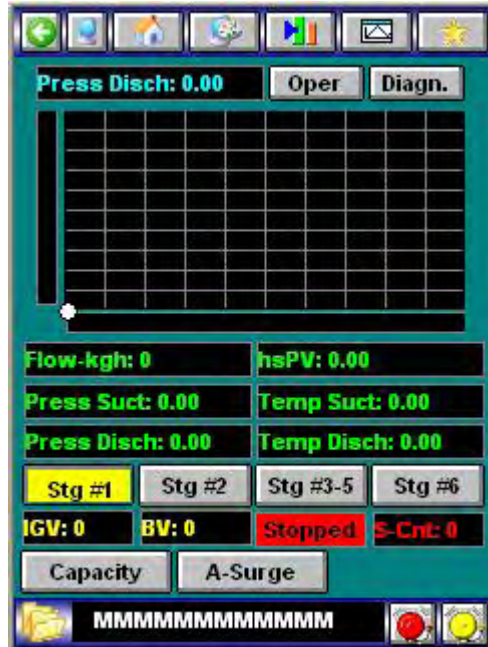 Press Disch: 0.00 Oper Diagn.
Flow-kgh: 0 hsPV: 0.00
Press Suct: 0.00 Temp Suct: 0.00
Press Disch: 0.00 Temp Disch: 0.00
Stg #1 Stg #2 Stg #3-5 Stg #6
IGV: 0 BV: 0 Stopped S-Cnt: 0
Capacity A-Surge
MMMMMMMMMMMMM